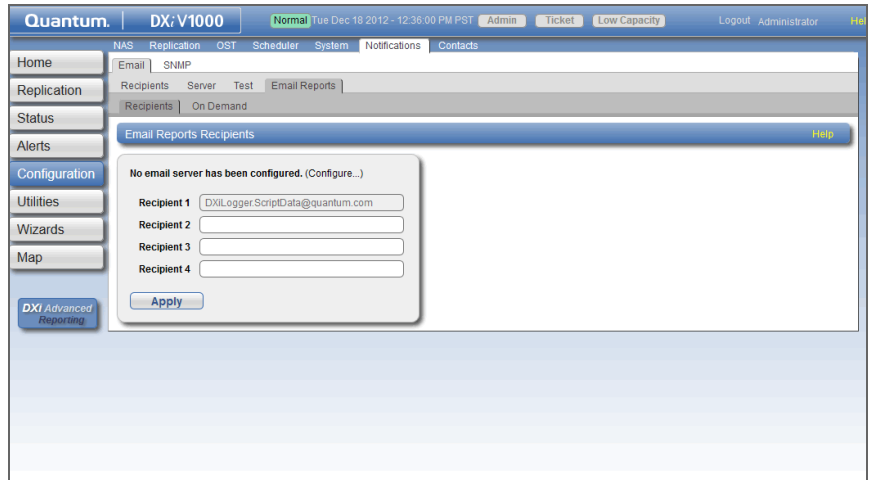 Quantum. DXi V1000 Normal Tue Dec 18 2012 - 12:36:00 PM PST Admin Ticket Low Capacity Logout Administrator Hel
NAS Replication OST Scheduler System Notifications Contacts
Email SNMP
Recipients Server Test Email Reports
Recipients On Demand
Home
Replication
Status
Alerts
Configuration
Utilities
Wizards
Map
DXi Advanced
Reporting
Email Reports Recipients Help
No email server has been configured. (Configure...)
Recipient 1 DXiLogger.ScriptData@quantum.com
Recipient 2
Recipient 3
Recipient 4
Apply